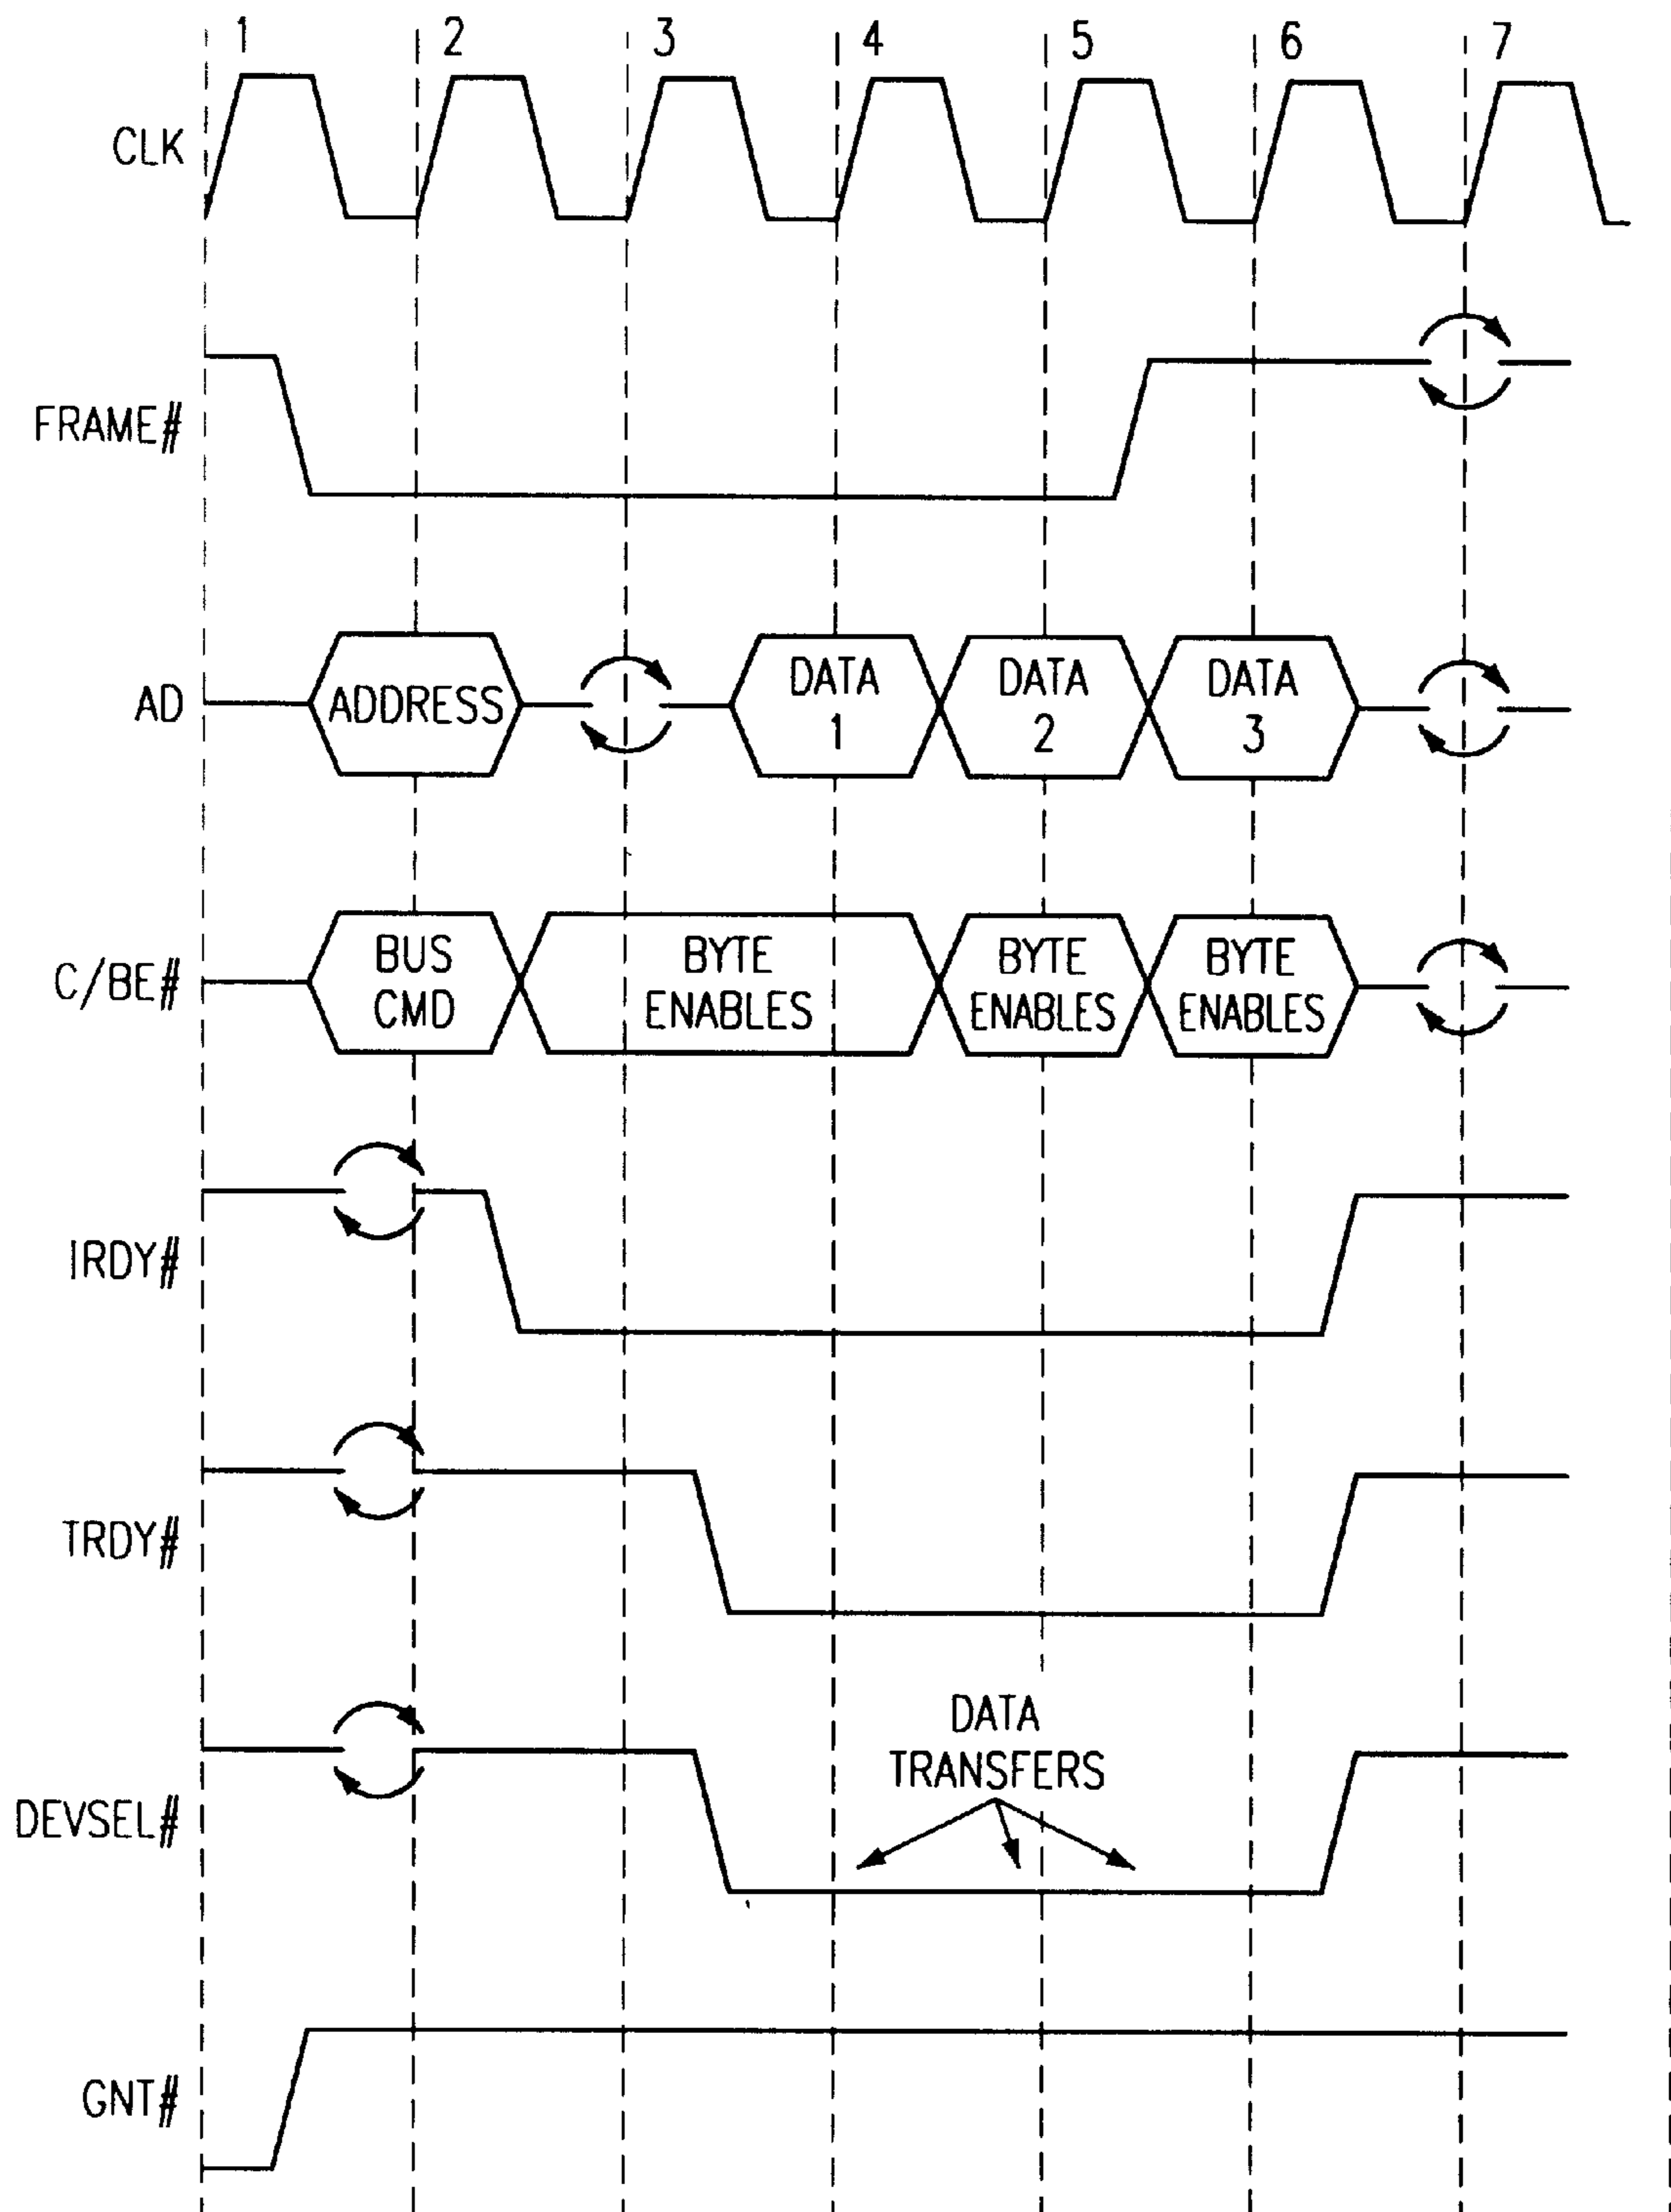 1 2 3 4 5 6 7
CLK
FRAME#
AD
ADDRESS
DATA
1
DATA
2
DATA
3
C/BE#
BUS
CMD
BYTE
ENABLES
BYTE
ENABLES
BYTE
ENABLES
IRDY#
TRDY#
DEVSEL#
DATA
TRANSFERS
GNT#